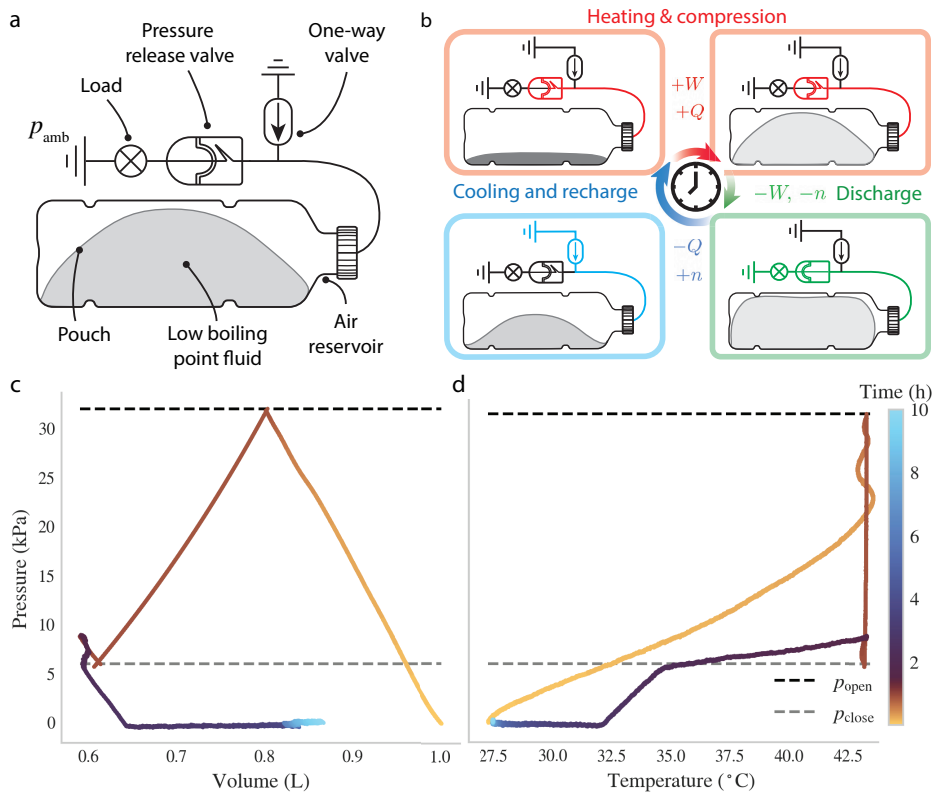 a
Pressure
release valve
One-way
valve
Load
p_amb
Pouch
Low boiling
point fluid
Air
reservoir
b
Heating & compression
+W
+Q
Cooling and recharge
−W, −n Discharge
−Q
+n
c
Pressure (kPa)
30
25
20
15
10
5
0
0.6 0.7 0.8 0.9 1.0
Volume (L)
d
Time (h)
10
8
6
4
2
p_open
p_close
27.5 30.0 32.5 35.0 37.5 40.0 42.5
Temperature (°C)